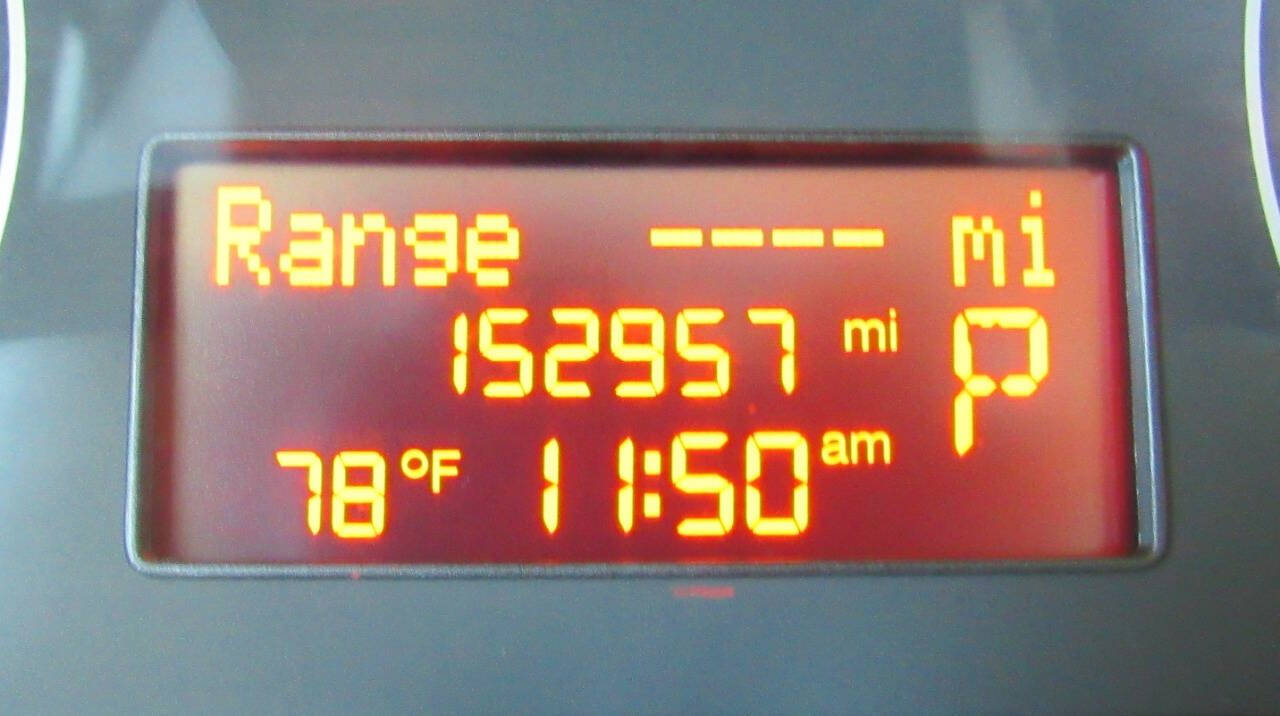 Range ---- mi
152957 mi P
78 °F 11:50 am